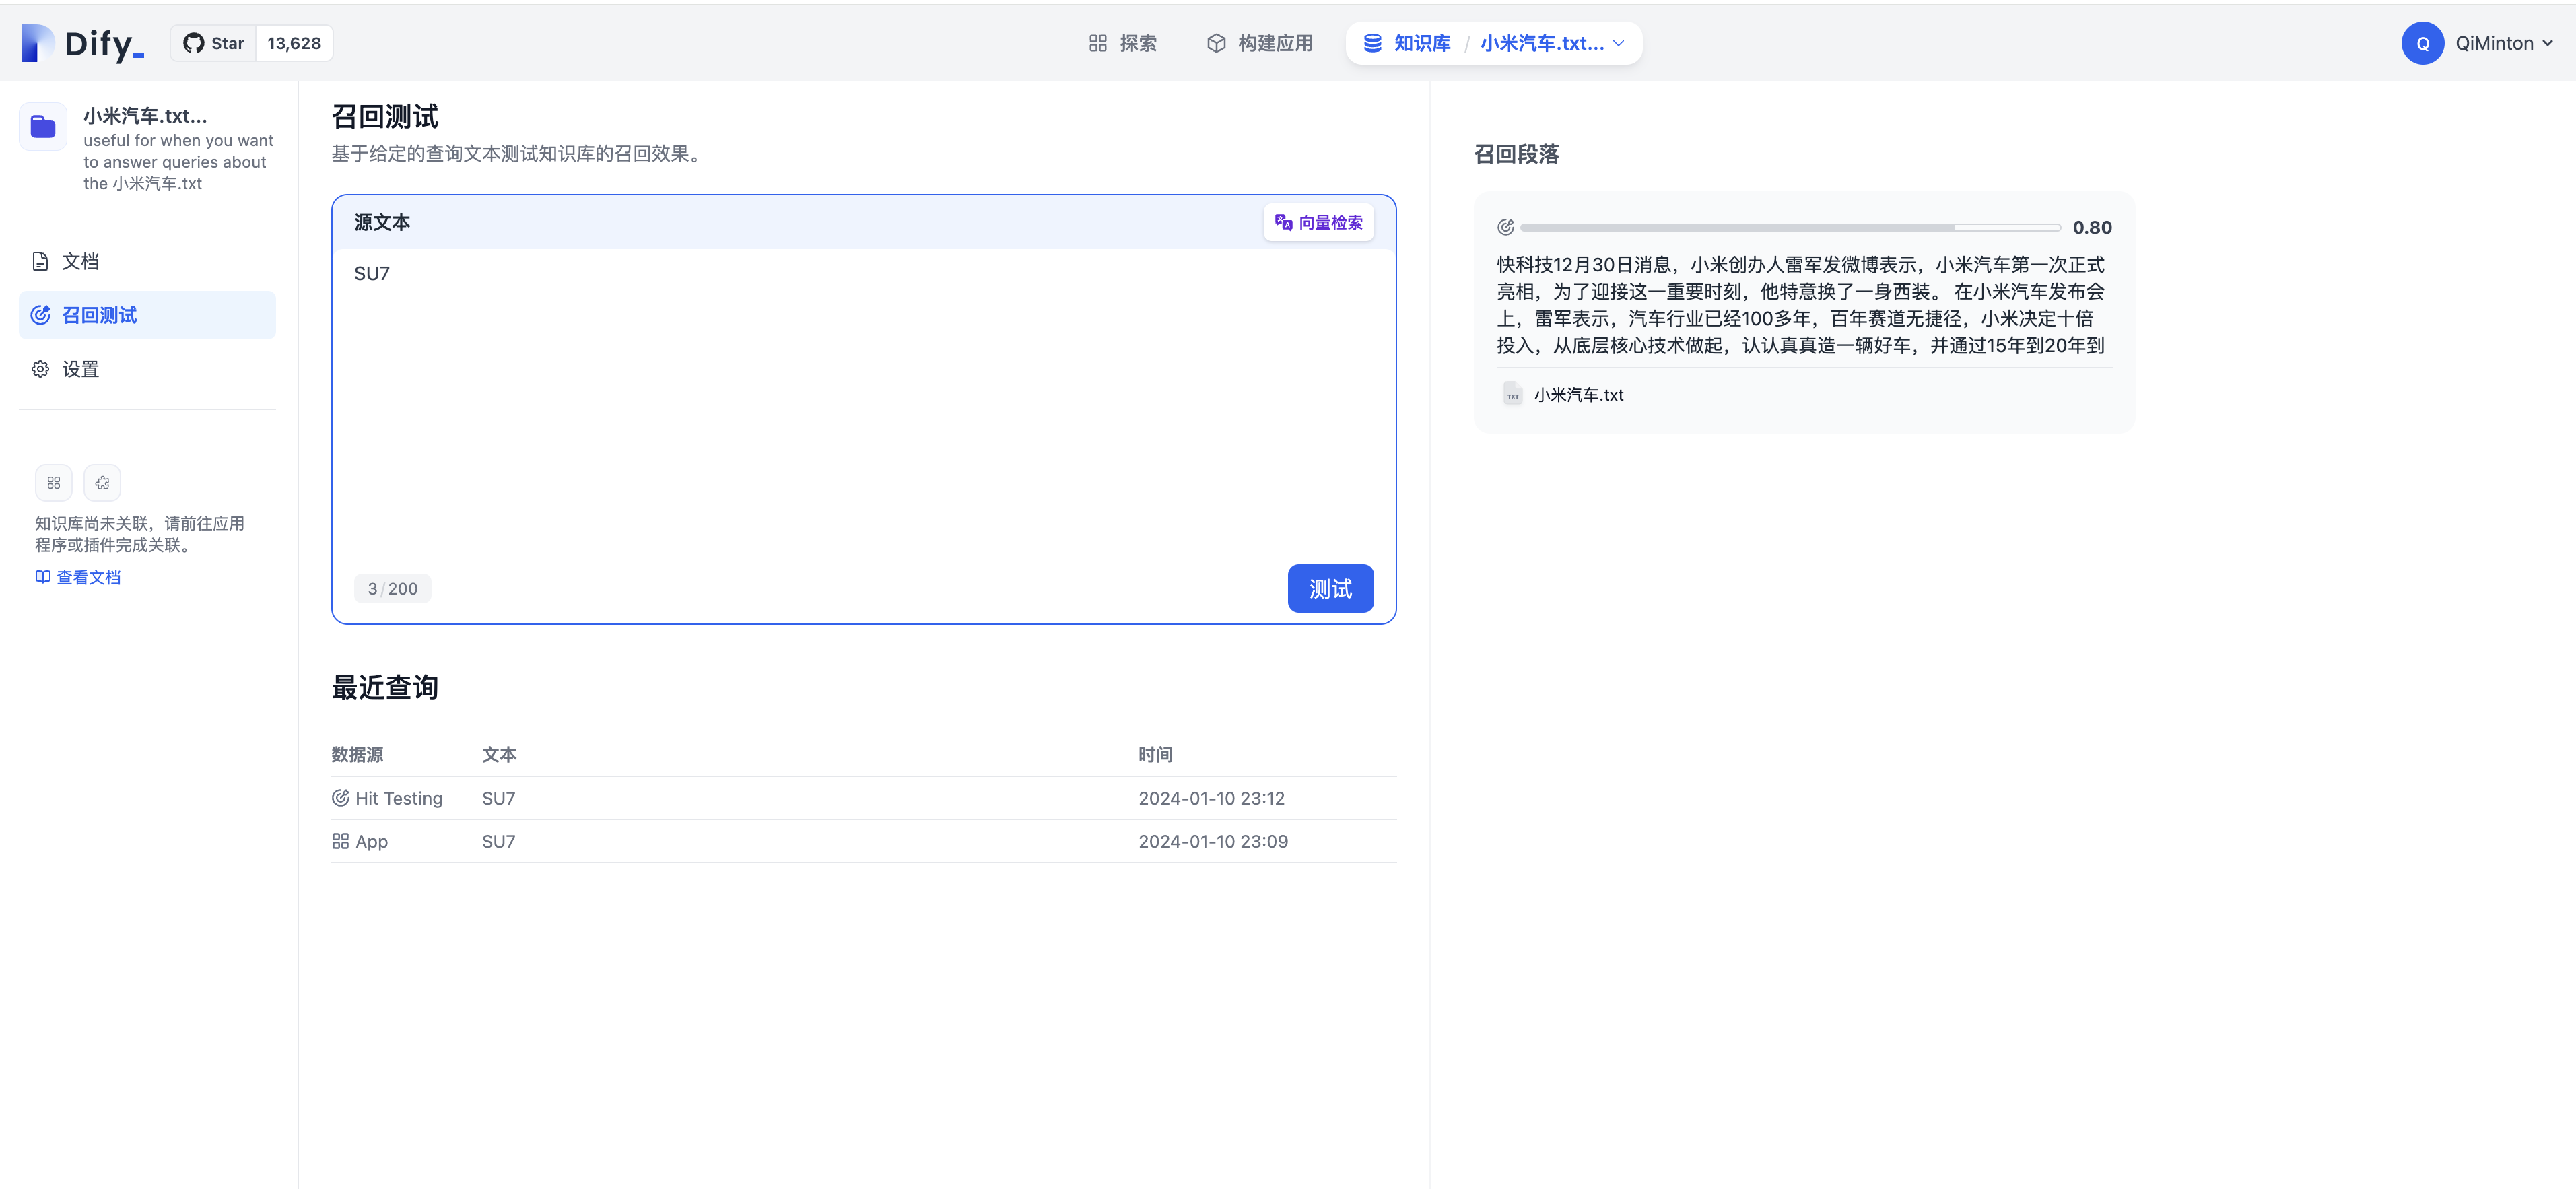 Dify_
Star 13,628
探索
构建应用
知识库 / 小米汽车.txt...
Q QiMinton
小米汽车.txt...
useful for when you want
to answer queries about
the 小米汽车.txt
文档
召回测试
设置
知识库尚未关联，请前往应用
程序或插件完成关联。
查看文档
召回测试
基于给定的查询文本测试知识库的召回效果。
源文本
向量检索
SU7
3/200
测试
最近查询
数据源 文本 时间
Hit Testing SU7 2024-01-10 23:12
App SU7 2024-01-10 23:09
召回段落
0.80
快科技12月30日消息，小米创办人雷军发微博表示，小米汽车第一次正式
亮相，为了迎接这一重要时刻，他特意换了一身西装。 在小米汽车发布会
上，雷军表示，汽车行业已经100多年，百年赛道无捷径，小米决定十倍
投入，从底层核心技术做起，认认真真造一辆好车，并通过15年到20年到
TXT 小米汽车.txt